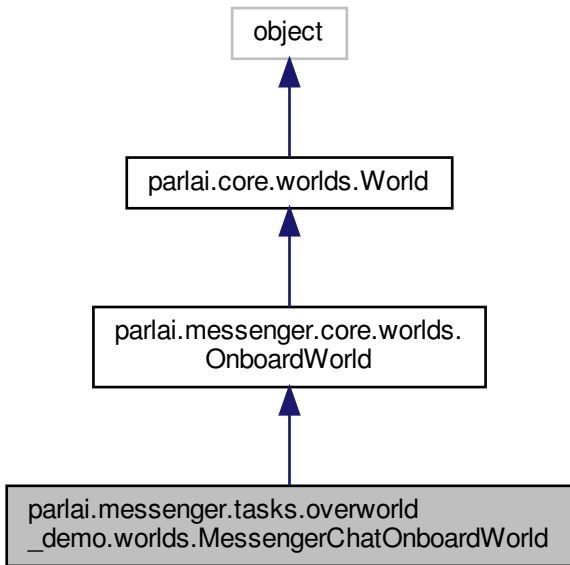 object
parlai.core.worlds.World
parlai.messenger.core.worlds.
OnboardWorld
parlai.messenger.tasks.overworld
_demo.worlds.MessengerChatOnboardWorld